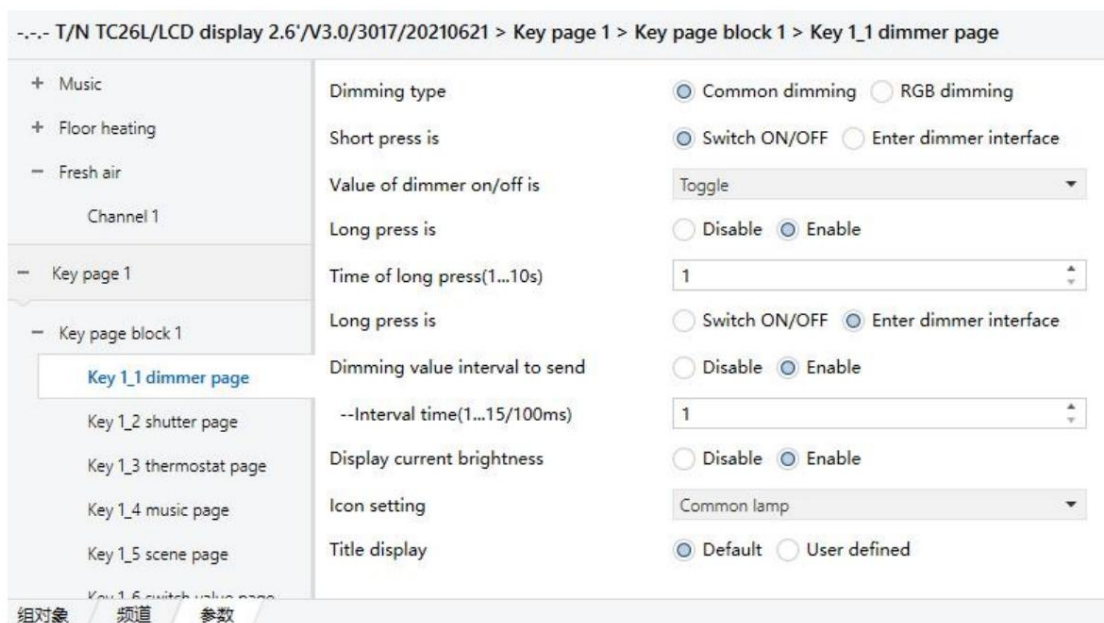 -.-.- T/N TC26L/LCD display 2.6'/V3.0/3017/20210621 > Key page 1 > Key page block 1 > Key 1_1 dimmer page
+ Music
+ Floor heating
− Fresh air
Channel 1
− Key page 1
− Key page block 1
Key 1_1 dimmer page
Key 1_2 shutter page
Key 1_3 thermostat page
Key 1_4 music page
Key 1_5 scene page
Key 1_6 switch value page
Dimming type Common dimming RGB dimming
Short press is Switch ON/OFF Enter dimmer interface
Value of dimmer on/off is Toggle
Long press is Disable Enable
Time of long press(1...10s) 1
Long press is Switch ON/OFF Enter dimmer interface
Dimming value interval to send Disable Enable
--Interval time(1...15/100ms) 1
Display current brightness Disable Enable
Icon setting Common lamp
Title display Default User defined
组对象 频道 参数